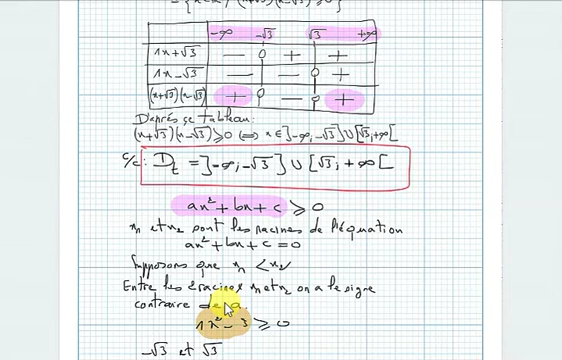 -∞ -√3 √3 +∞
1x+√3 — 0 + +
1x-√3 — — 0 +
(x+√3)(x-√3) + 0 — 0 +
D'après ce tableau:
(x+√3)(x-√3)≥0 ⟺ x∈]-∞,-√3]∪[√3;+∞[
c/c: D =]-∞,-√3]∪[√3;+∞[
ax²+bx+c ≥ 0
x₁ et x₂ sont les racines de l'équation
ax²+bx+c=0
Supposons que x₁ < x₂
Entre les 2 racines x₁ et x₂ on a le signe
contraire de a
1x²-3 ≥ 0
-√3 et √3